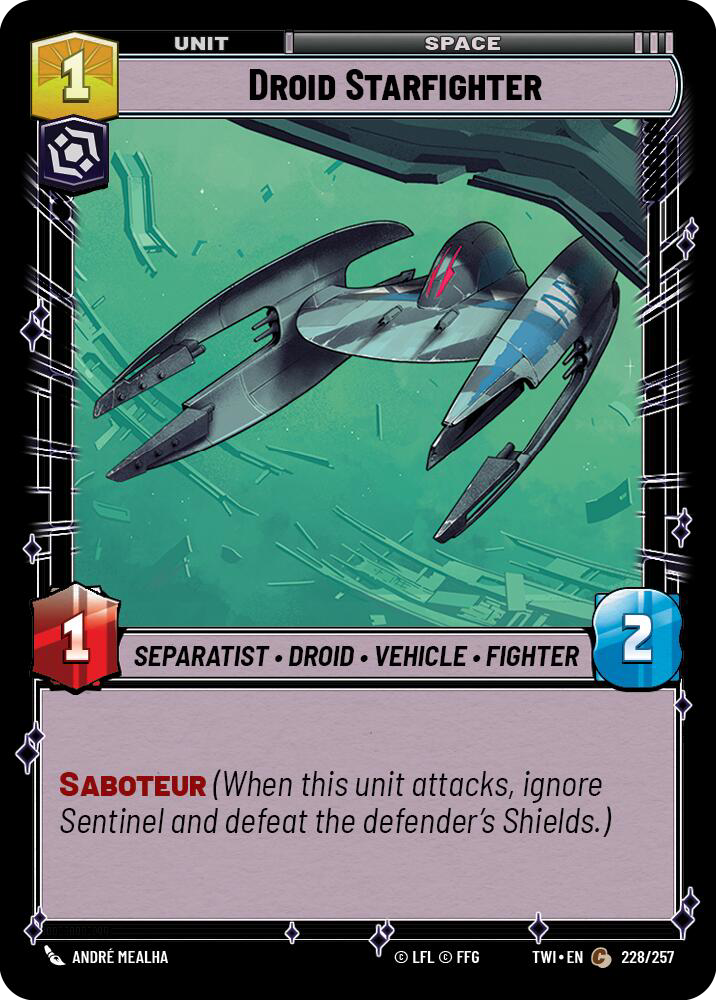 UNIT
SPACE
1
DROID STARFIGHTER
1
SEPARATIST • DROID • VEHICLE • FIGHTER
2
SABOTEUR (When this unit attacks, ignore
Sentinel and defeat the defender's Shields.)
ANDRÉ MEALHA
© LFL © FFG
TWI • EN C 228/257